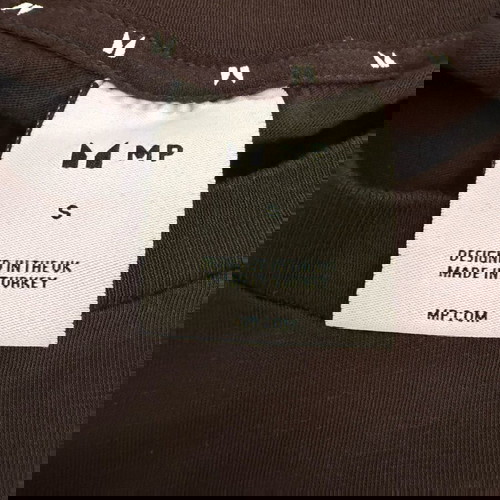 MP
S
DESIGNED IN THE UK
MADE IN TURKEY
MP.COM